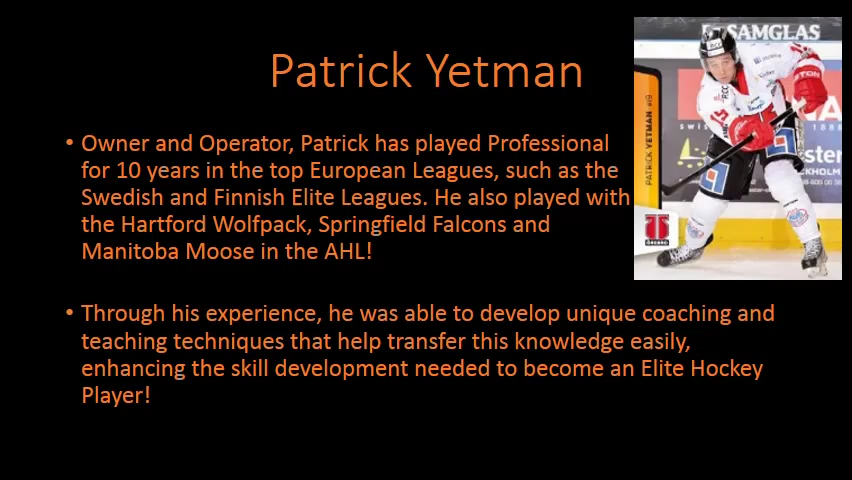 Patrick Yetman
• Owner and Operator, Patrick has played Professional
for 10 years in the top European Leagues, such as the
Swedish and Finnish Elite Leagues. He also played with
the Hartford Wolfpack, Springfield Falcons and
Manitoba Moose in the AHL!
• Through his experience, he was able to develop unique coaching and
teaching techniques that help transfer this knowledge easily,
enhancing the skill development needed to become an Elite Hockey
Player!
SAMGLAS
PATRICK YETMAN #19
ÖREBRO